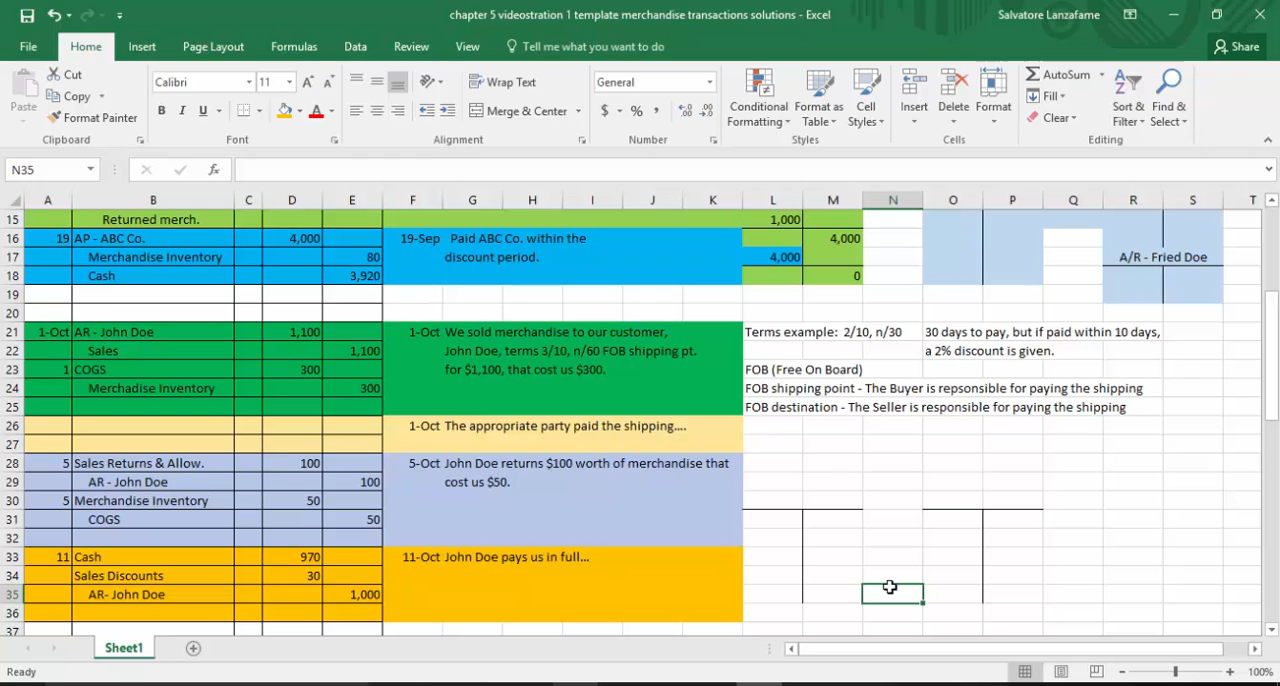 chapter 5 videostration 1 template merchandise transactions solutions - Excel
Salvatore Lanzafame
File Home Insert Page Layout Formulas Data Review View Tell me what you want to do Share
Paste
Cut
Copy
Format Painter
Clipboard
Calibri 11
B I U
Font
Wrap Text
Merge & Center
Alignment
General
$ % ,
Number
Conditional Formatting
Format as Table
Cell Styles
Styles
Insert Delete Format
Cells
AutoSum
Fill
Clear
Sort & Filter
Find & Select
Editing
N35 fx
A B C D E F G H I J K L M N O P Q R S T
15 Returned merch. 1,000
16 19 AP - ABC Co. 4,000 19-Sep Paid ABC Co. within the 4,000
17 Merchandise Inventory 80 discount period. 4,000 A/R - Fried Doe
18 Cash 3,920 0
19
20
21 1-Oct AR - John Doe 1,100 1-Oct We sold merchandise to our customer, Terms example: 2/10, n/30 30 days to pay, but if paid within 10 days,
22 Sales 1,100 John Doe, terms 3/10, n/60 FOB shipping pt. a 2% discount is given.
23 1 COGS 300 for $1,100, that cost us $300. FOB (Free On Board)
24 Merchadise Inventory 300 FOB shipping point - The Buyer is repsonsible for paying the shipping
25 FOB destination - The Seller is responsible for paying the shipping
26 1-Oct The appropriate party paid the shipping....
27
28 5 Sales Returns & Allow. 100 5-Oct John Doe returns $100 worth of merchandise that
29 AR - John Doe 100 cost us $50.
30 5 Merchandise Inventory 50
31 COGS 50
32
33 11 Cash 970 11-Oct John Doe pays us in full...
34 Sales Discounts 30
35 AR- John Doe 1,000
36
37
Sheet1
Ready 100%